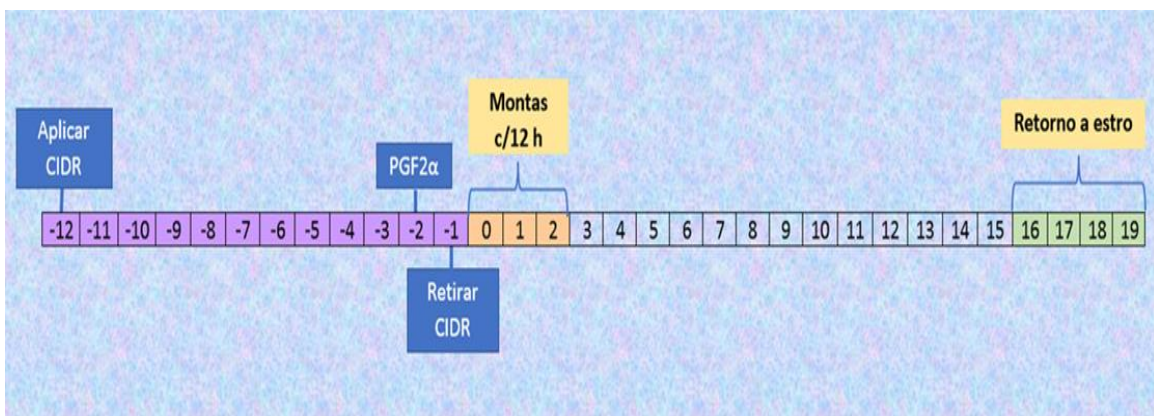 Montas
c/12 h
Aplicar
CIDR
Retorno a estro
PGF2α
-12 -11 -10 -9 -8 -7 -6 -5 -4 -3 -2 -1 0 1 2 3 4 5 6 7 8 9 10 11 12 13 14 15 16 17 18 19
Retirar
CIDR